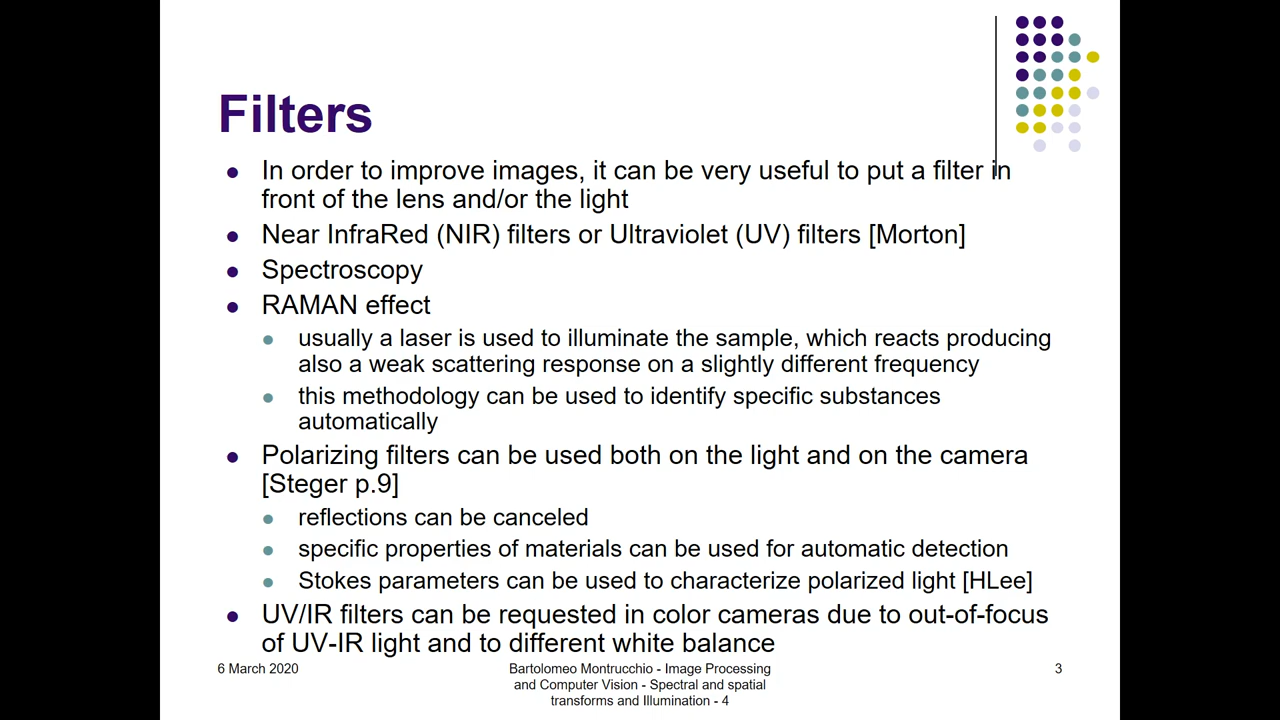 Filters
In order to improve images, it can be very useful to put a filter in
front of the lens and/or the light
Near InfraRed (NIR) filters or Ultraviolet (UV) filters [Morton]
Spectroscopy
RAMAN effect
usually a laser is used to illuminate the sample, which reacts producing
also a weak scattering response on a slightly different frequency
this methodology can be used to identify specific substances
automatically
Polarizing filters can be used both on the light and on the camera
[Steger p.9]
reflections can be canceled
specific properties of materials can be used for automatic detection
Stokes parameters can be used to characterize polarized light [HLee]
UV/IR filters can be requested in color cameras due to out-of-focus
of UV-IR light and to different white balance
6 March 2020
Bartolomeo Montrucchio - Image Processing
and Computer Vision - Spectral and spatial
transforms and Illumination - 4
3